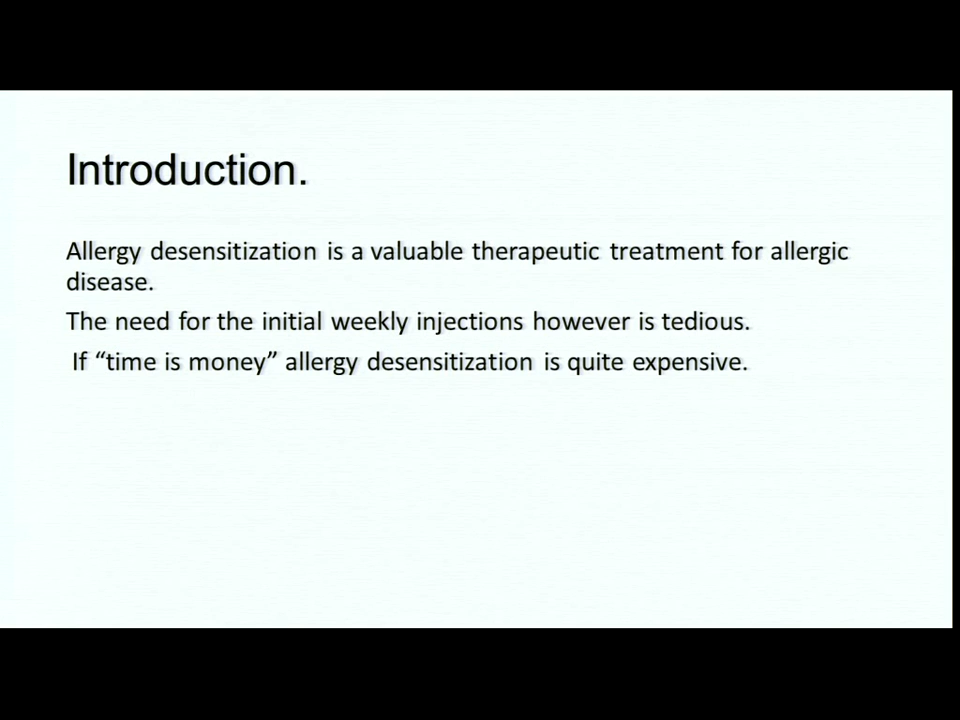 Introduction.
Allergy desensitization is a valuable therapeutic treatment for allergic
disease.
The need for the initial weekly injections however is tedious.
If “time is money” allergy desensitization is quite expensive.